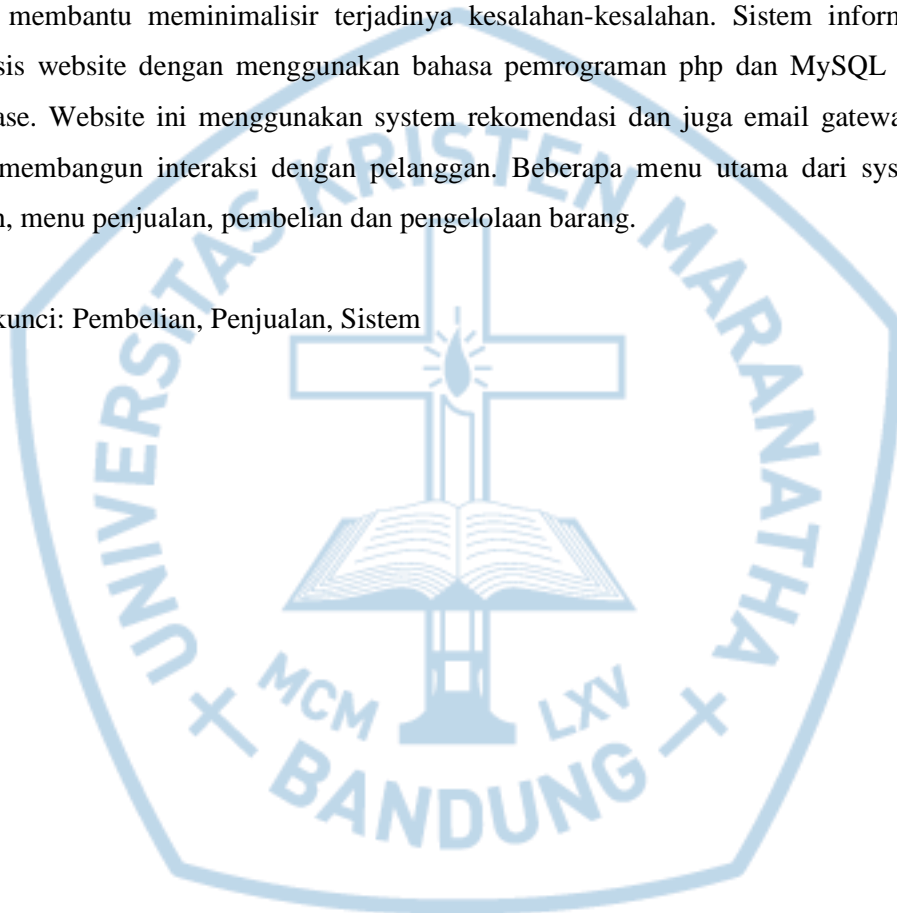 membantu meminimalisir terjadinya kesalahan-kesalahan. Sistem inform
sis website dengan menggunakan bahasa pemrograman php dan MySQL
ase. Website ini menggunakan system rekomendasi dan juga email gatewa
membangun interaksi dengan pelanggan. Beberapa menu utama dari sys
n, menu penjualan, pembelian dan pengelolaan barang.
kunci: Pembelian, Penjualan, Sistem
UNIVERSITAS KRISTEN MARANATHA
MCM LXV
BANDUNG